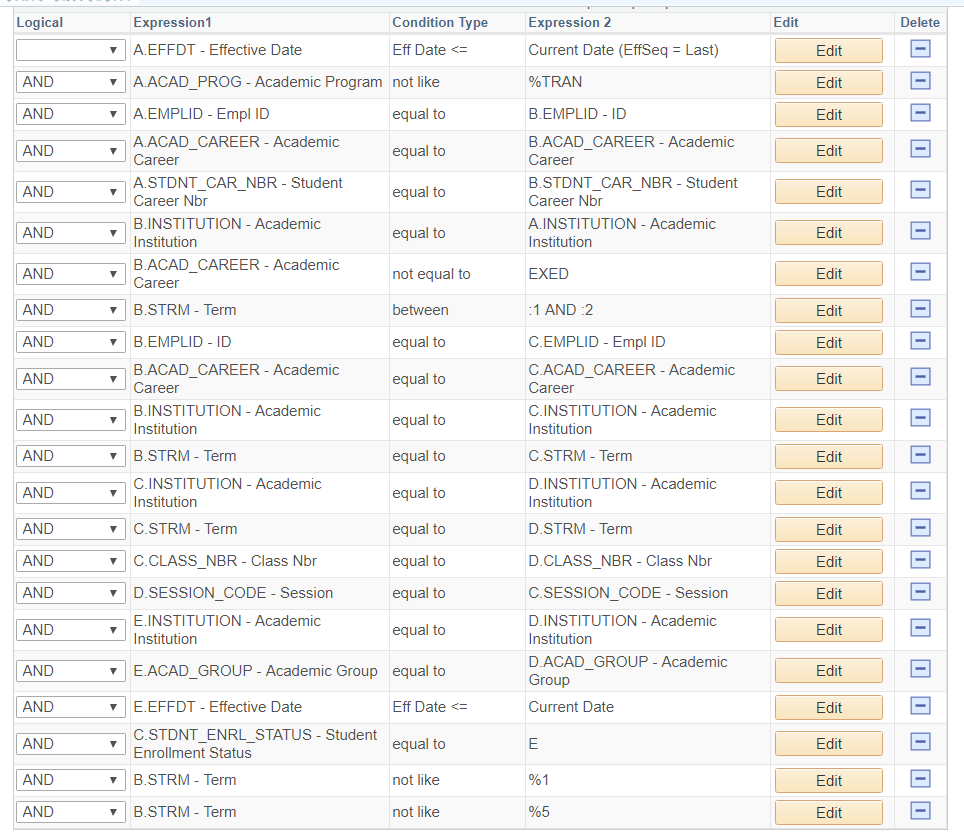 Logical Expression1 Condition Type Expression 2 Edit Delete
A.EFFDT - Effective Date Eff Date <= Current Date (EffSeq = Last) Edit
AND A.ACAD_PROG - Academic Program not like %TRAN Edit
AND A.EMPLID - Empl ID equal to B.EMPLID - ID Edit
A.ACAD_CAREER - Academic B.ACAD_CAREER - Academic
AND equal to Edit
Career Career
A.STDNT_CAR_NBR - Student B.STDNT_CAR_NBR - Student
AND equal to Edit
Career Nbr Career Nbr
B.INSTITUTION - Academic A.INSTITUTION - Academic
AND equal to Edit
Institution Institution
B.ACAD_CAREER - Academic
AND not equal to EXED Edit
Career
AND B.STRM - Term between :1 AND :2 Edit
AND B.EMPLID - ID equal to C.EMPLID - Empl ID Edit
B.ACAD_CAREER - Academic C.ACAD_CAREER - Academic
AND equal to Edit
Career Career
B.INSTITUTION - Academic C.INSTITUTION - Academic
AND equal to Edit
Institution Institution
AND B.STRM - Term equal to C.STRM - Term Edit
C.INSTITUTION - Academic D.INSTITUTION - Academic
AND equal to Edit
Institution Institution
AND C.STRM - Term equal to D.STRM - Term Edit
AND C.CLASS_NBR - Class Nbr equal to D.CLASS_NBR - Class Nbr Edit
AND D.SESSION_CODE - Session equal to C.SESSION_CODE - Session Edit
E.INSTITUTION - Academic D.INSTITUTION - Academic
AND equal to Edit
Institution Institution
D.ACAD_GROUP - Academic
AND E.ACAD_GROUP - Academic Group equal to Edit
Group
AND E.EFFDT - Effective Date Eff Date <= Current Date Edit
C.STDNT_ENRL_STATUS - Student
AND equal to E Edit
Enrollment Status
AND B.STRM - Term not like %1 Edit
AND B.STRM - Term not like %5 Edit